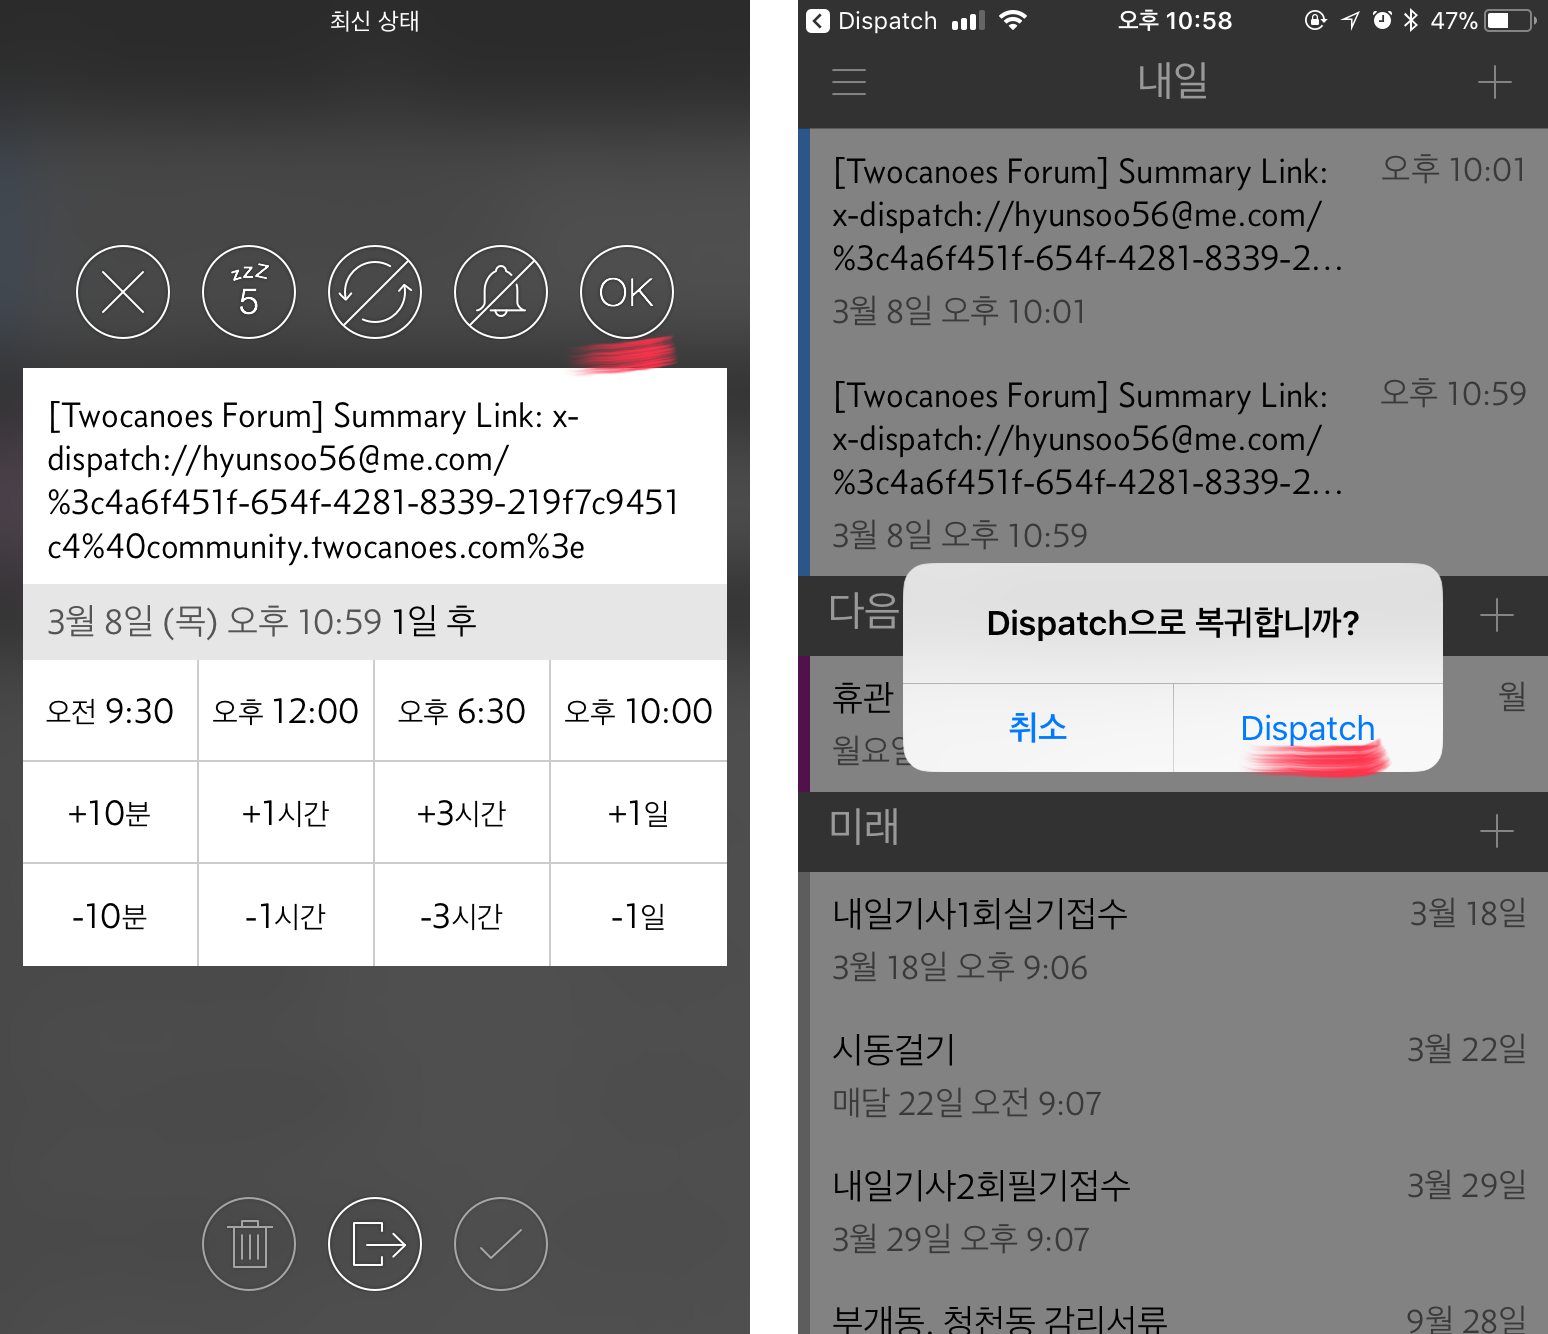 최신 상태
zzz
5
OK
[Twocanoes Forum] Summary Link: x-
dispatch://hyunsoo56@me.com/
%3c4a6f451f-654f-4281-8339-219f7c9451
c4%40community.twocanoes.com%3e
3월 8일 (목) 오후 10:59 1일 후
오전 9:30 오후 12:00 오후 6:30 오후 10:00
+10분 +1시간 +3시간 +1일
-10분 -1시간 -3시간 -1일
Dispatch 오후 10:58 47%
내일
[Twocanoes Forum] Summary Link: 오후 10:01
x-dispatch://hyunsoo56@me.com/
%3c4a6f451f-654f-4281-8339-2...
3월 8일 오후 10:01
[Twocanoes Forum] Summary Link: 오후 10:59
x-dispatch://hyunsoo56@me.com/
%3c4a6f451f-654f-4281-8339-2...
3월 8일 오후 10:59
다음
Dispatch으로 복귀합니까?
취소 Dispatch
휴관 월
월요일
미래
내일기사1회실기접수 3월 18일
3월 18일 오후 9:06
시동걸기 3월 22일
매달 22일 오전 9:07
내일기사2회필기접수 3월 29일
3월 29일 오후 9:07
부개동, 청천동 감리서류 9월 28일